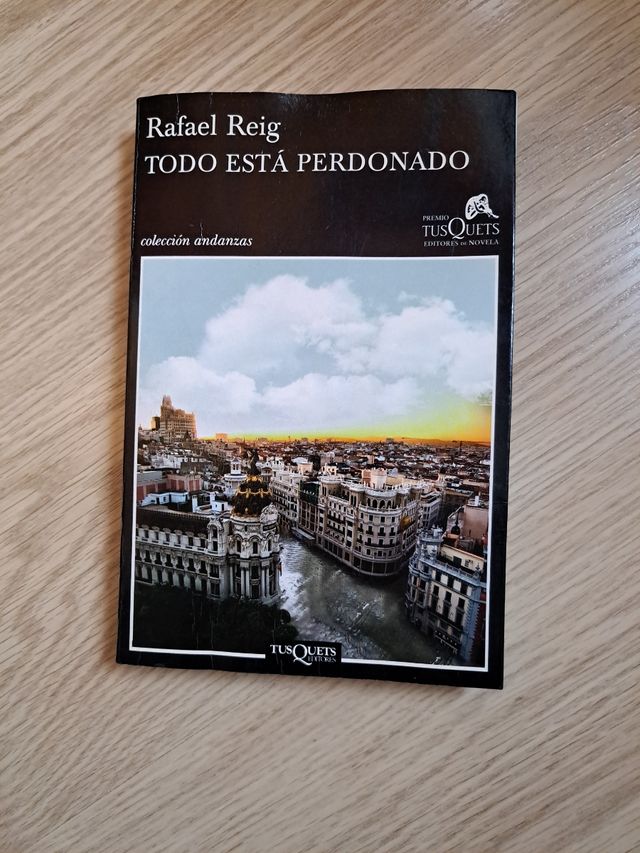 Rafael Reig
TODO ESTÁ PERDONADO
PREMIO
TUSQUETS
EDITORES DE NOVELA
colección andanzas
TUSQUETS
EDITORES